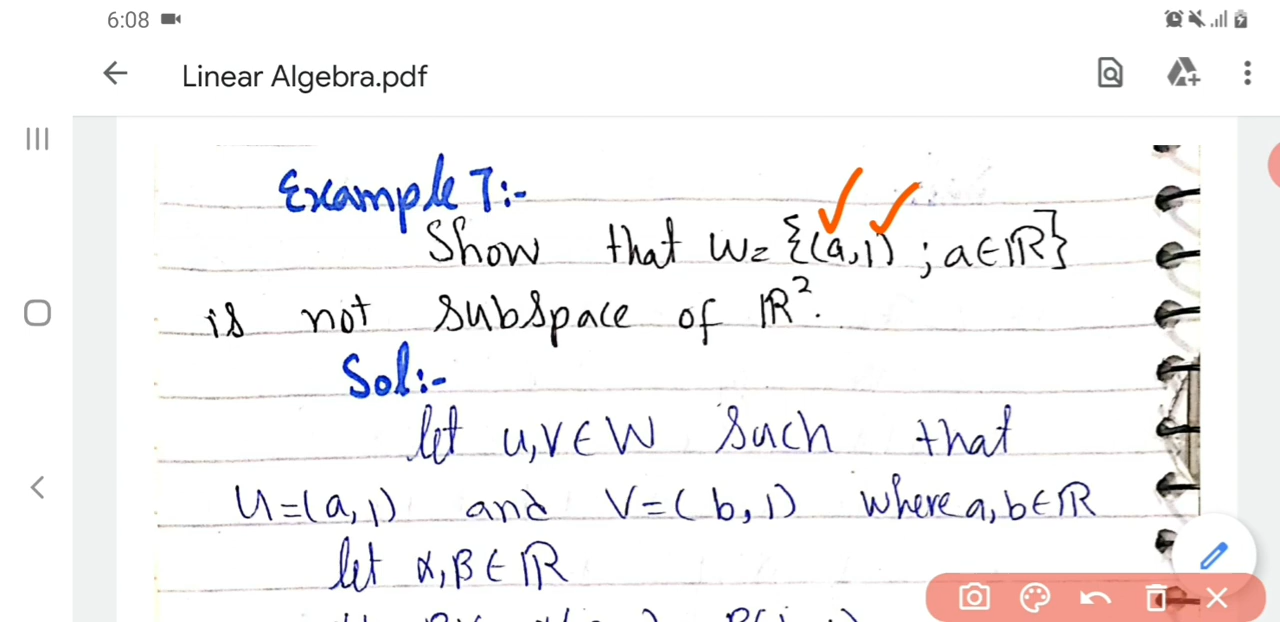 6:08
Linear Algebra.pdf
Example 7:-
Show that W= {(a,1) ; a∈ℝ}
is not subspace of ℝ².
Sol:-
let u,v∈W such that
U=(a,1) and V=(b,1) where a,b∈ℝ
let α,β∈ℝ